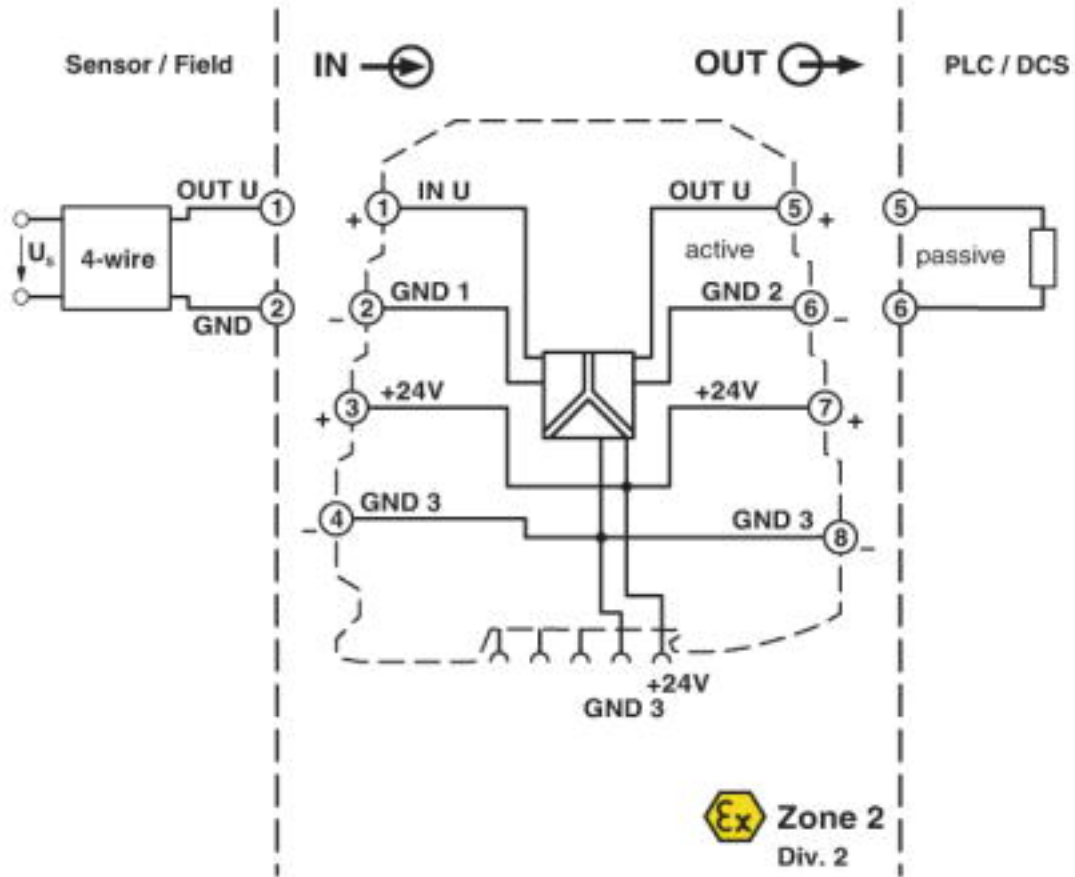 Sensor / Field
IN
OUT
PLC / DCS
OUT U
1
+ 1 IN U
OUT U 5 +
5
Us
4-wire
active
passive
GND
2
- 2 GND 1
GND 2 6 -
6
+ 3 +24V
+24V 7 +
- 4 GND 3
GND 3 8 -
+24V
GND 3
Ex Zone 2
Div. 2